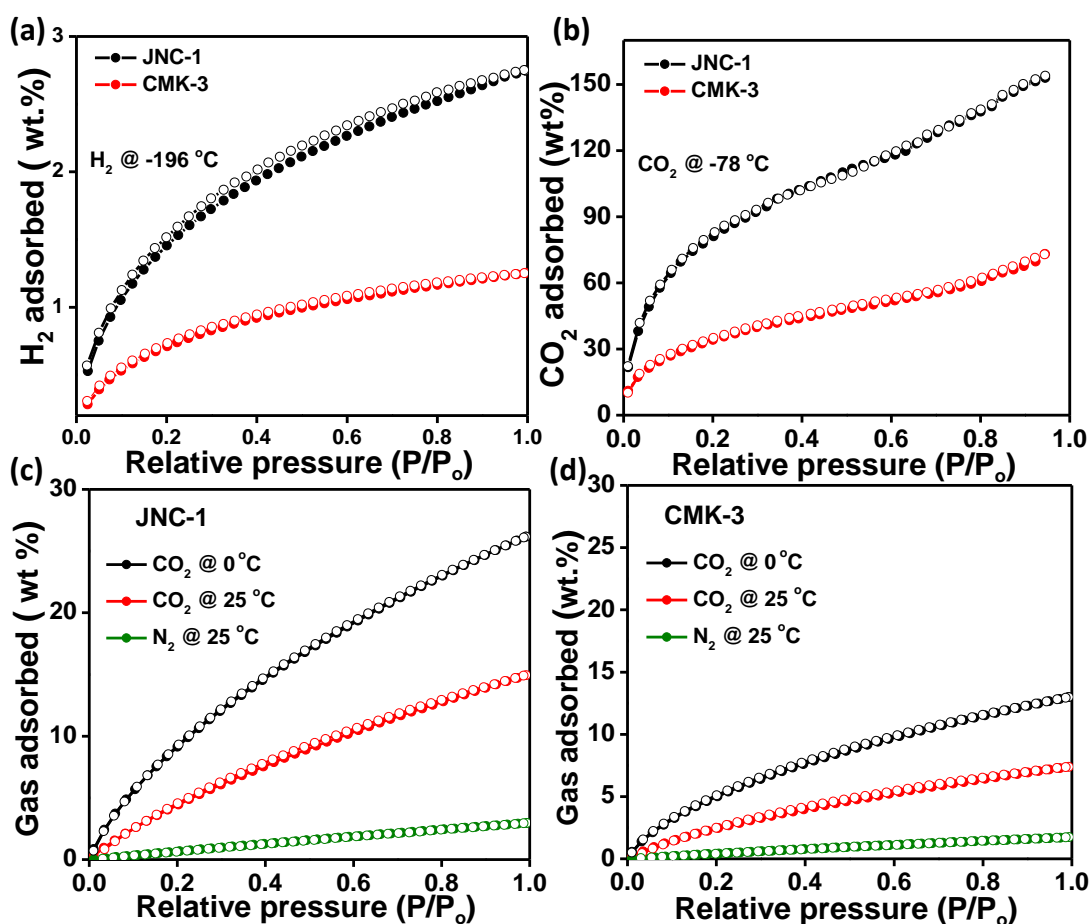 (a)
3
2
1
H₂ adsorbed ( wt.%)
JNC-1
CMK-3
H₂ @ -196 °C
0.0 0.2 0.4 0.6 0.8 1.0
Relative pressure (P/Pₒ)
(b)
150
120
90
60
30
0
CO₂ adsorbed (wt%)
JNC-1
CMK-3
CO₂ @ -78 °C
0.0 0.2 0.4 0.6 0.8 1.0
Relative pressure (P/Pₒ)
(c)
30
20
10
0
Gas adsorbed ( wt %)
JNC-1
CO₂ @ 0 °C
CO₂ @ 25 °C
N₂ @ 25 °C
0.0 0.2 0.4 0.6 0.8 1.0
Relative pressure (P/Pₒ)
(d)
30
25
20
15
10
5
0
Gas adsorbed (wt.%)
CMK-3
CO₂ @ 0 °C
CO₂ @ 25 °C
N₂ @ 25 °C
0.0 0.2 0.4 0.6 0.8 1.0
Relative pressure (P/Pₒ)